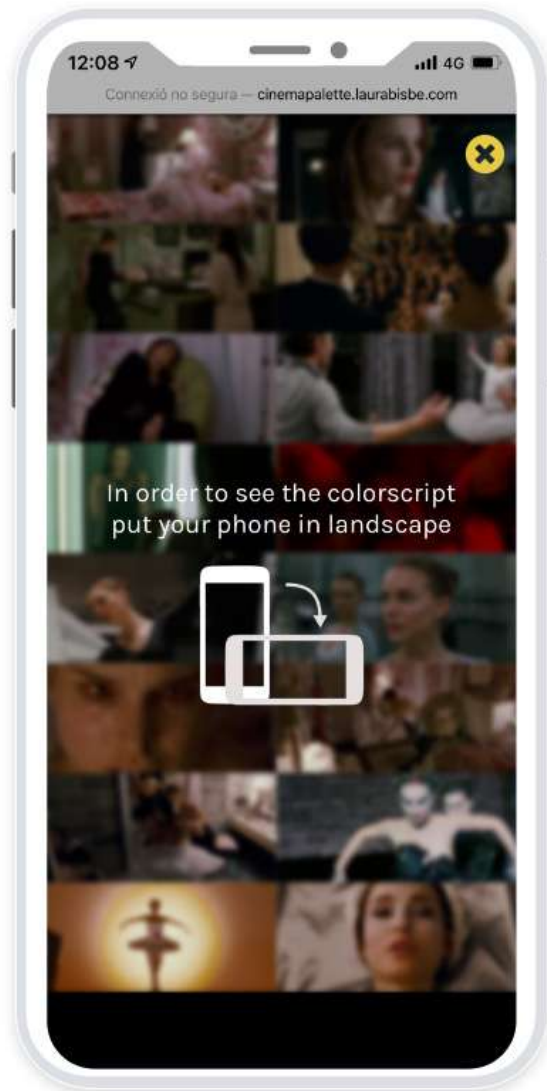 12:08
4G
Connexió no segura — cinemapalette.laurabisbe.com
In order to see the colorscript
put your phone in landscape